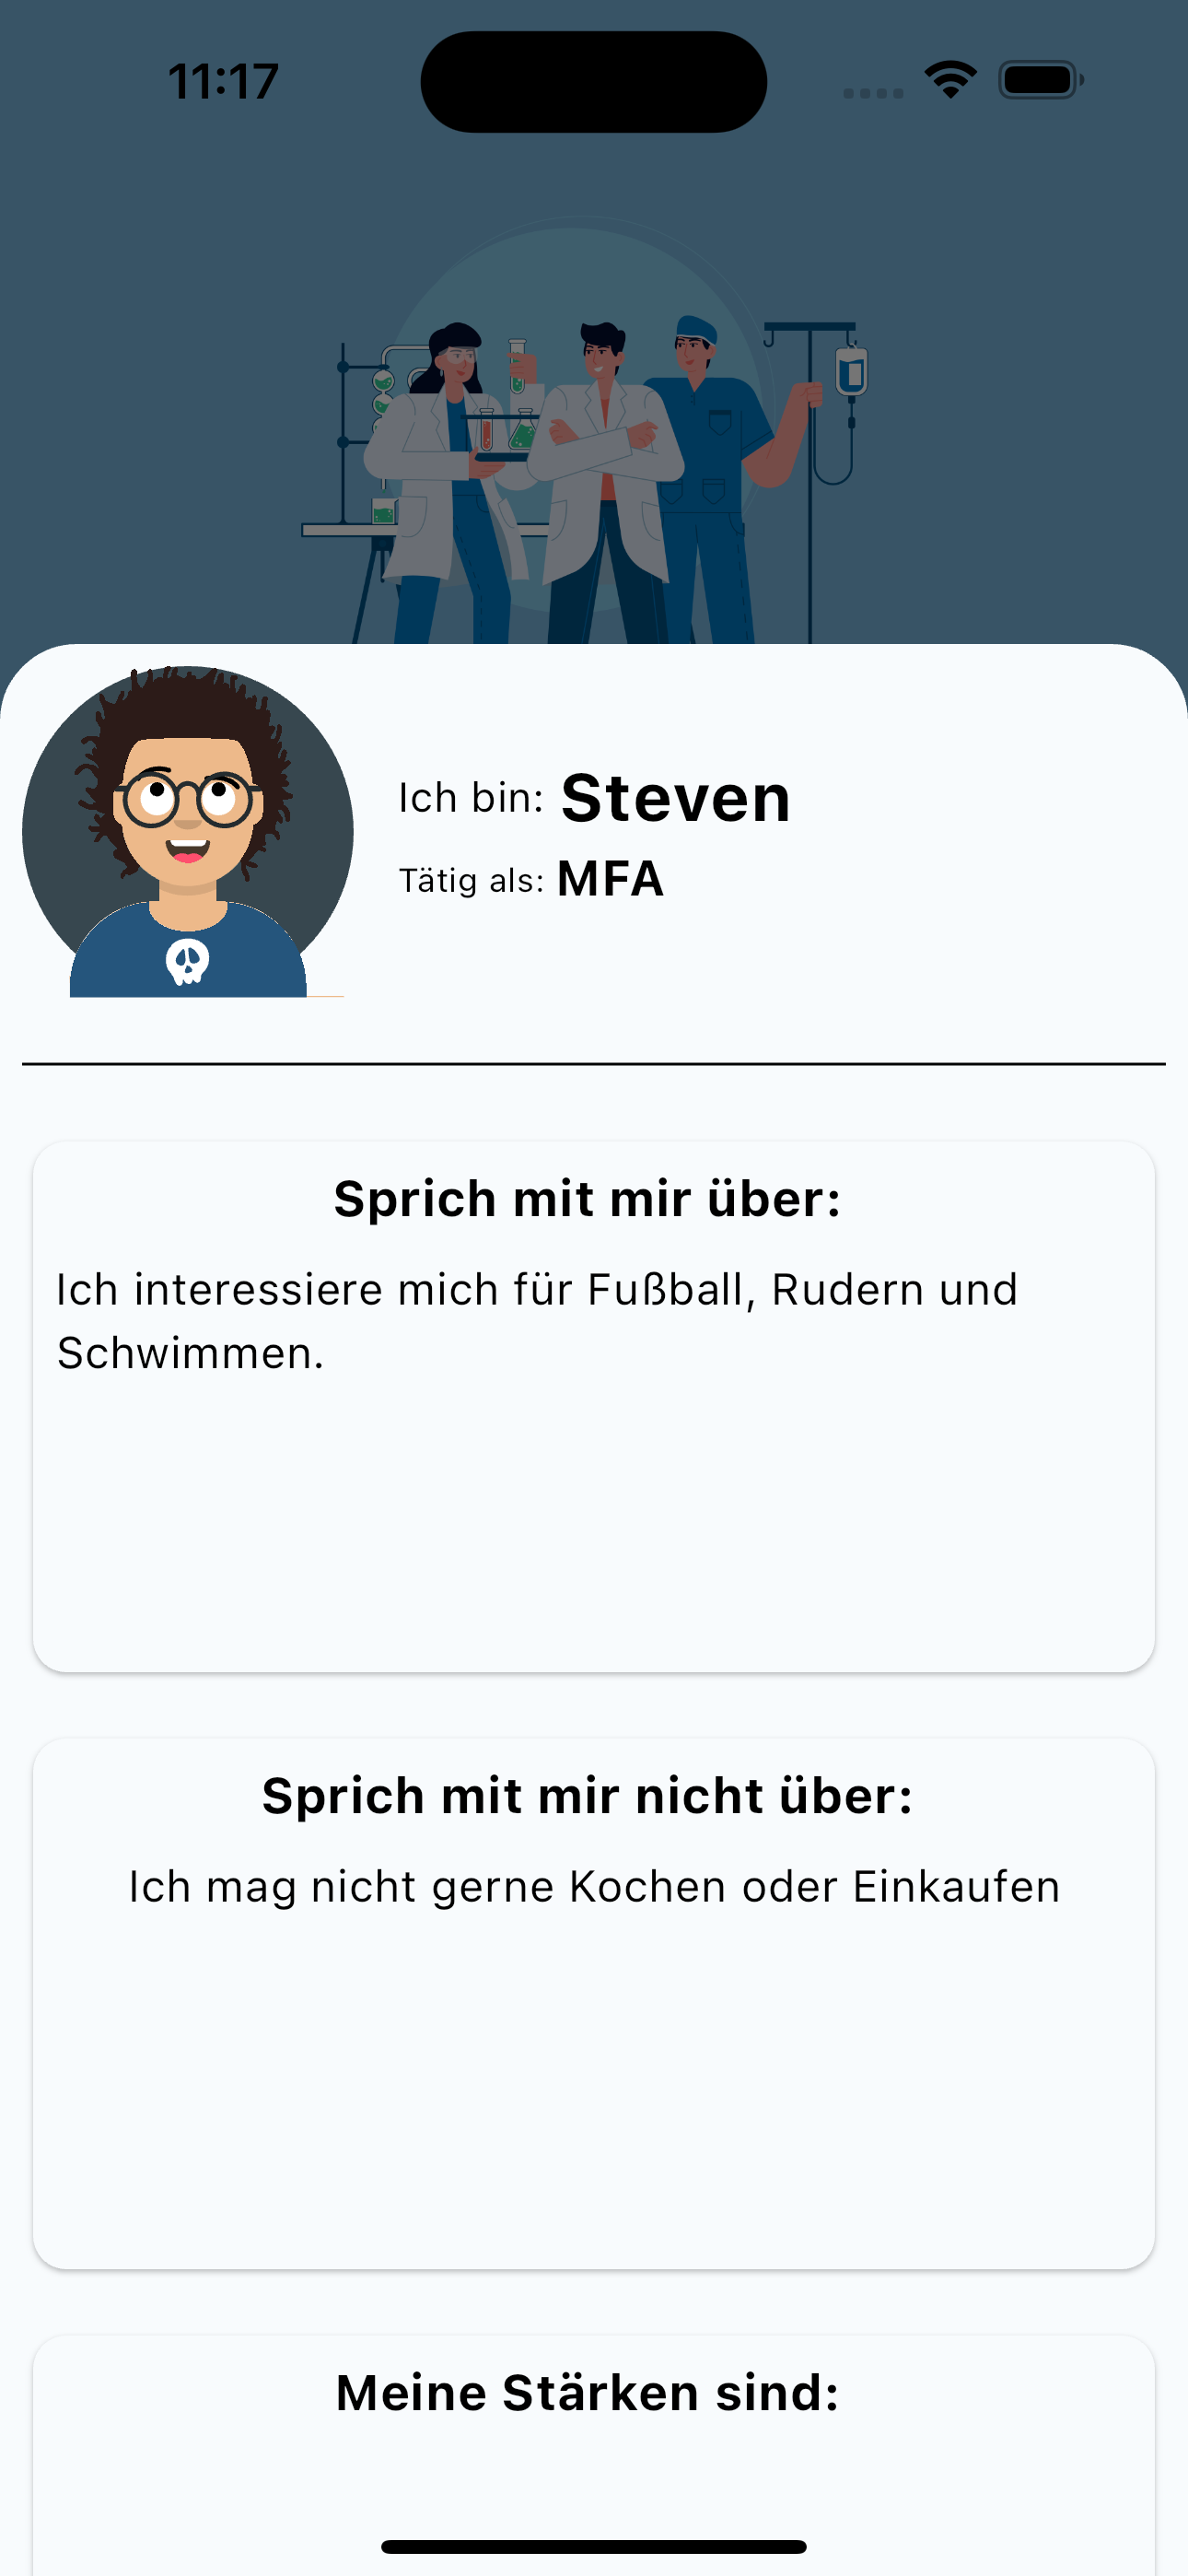 11:17
Ich bin: Steven
Tätig als: MFA
Sprich mit mir über:
Ich interessiere mich für Fußball, Rudern und
Schwimmen.
Sprich mit mir nicht über:
Ich mag nicht gerne Kochen oder Einkaufen
Meine Stärken sind: